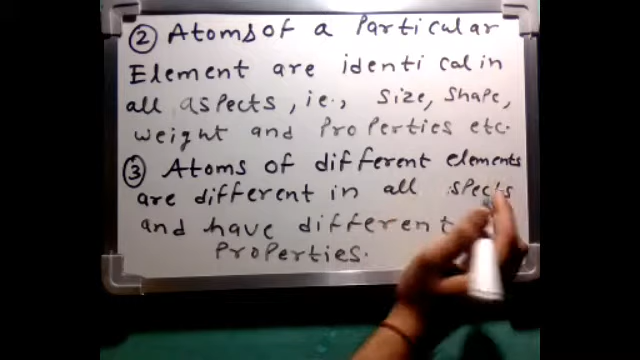 ② Atoms of a Particular
Element are identical in
all aspects, ie., Size, Shape,
weight and Properties etc.
③ Atoms of different elements
are different in all spects
and have different
Properties.